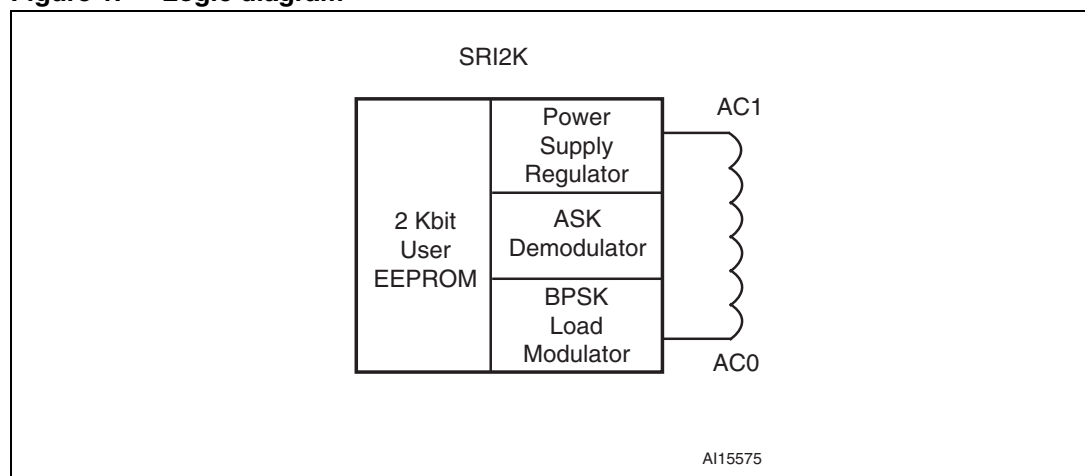 Figure 1. Logic diagram
SRI2K
Power
Supply
Regulator
AC1
2 Kbit
User
EEPROM
ASK
Demodulator
BPSK
Load
Modulator
AC0
AI15575